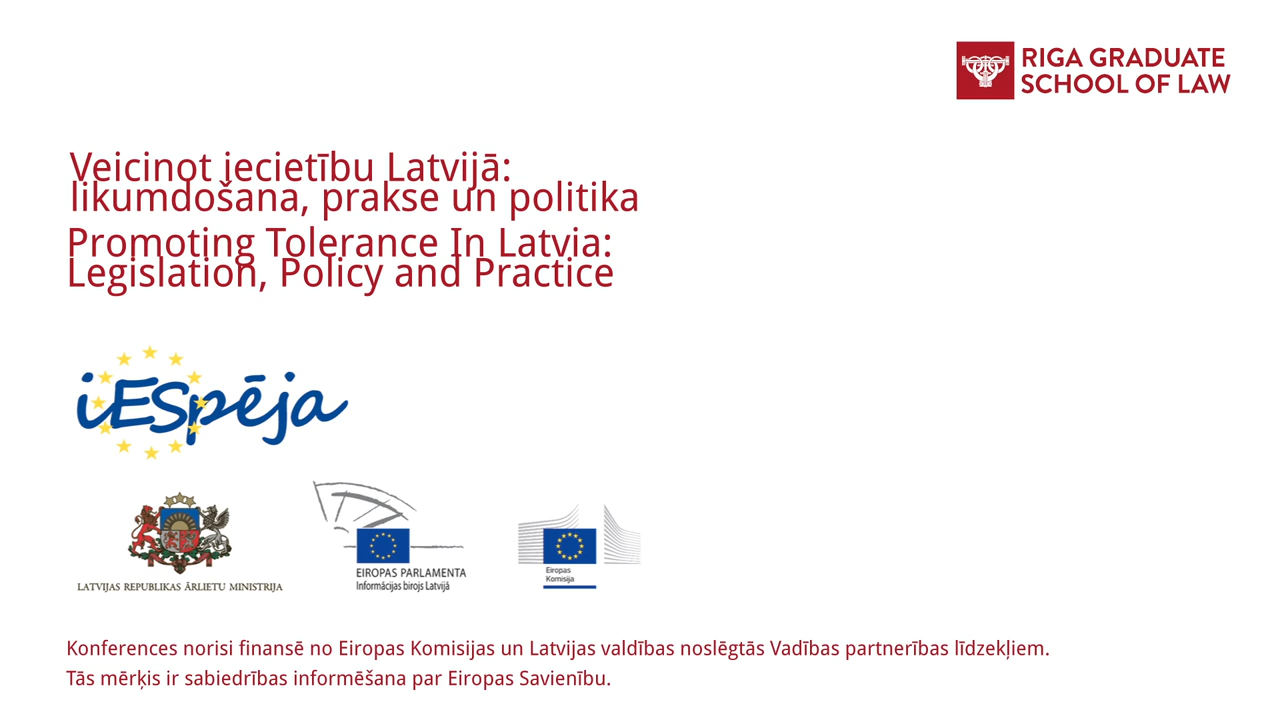 RIGA GRADUATE
SCHOOL OF LAW
Veicinot iecietību Latvijā:
likumdošana, prakse un politika
Promoting Tolerance In Latvia:
Legislation, Policy and Practice
iESpēja
LATVIJAS REPUBLIKAS ĀRLIETU MINISTRIJA
EIROPAS PARLAMENTA
Informācijas birojs Latvijā
Eiropas
Komisija
Konferences norisi finansē no Eiropas Komisijas un Latvijas valdības noslēgtās Vadības partnerības līdzekļiem.
Tās mērķis ir sabiedrības informēšana par Eiropas Savienību.